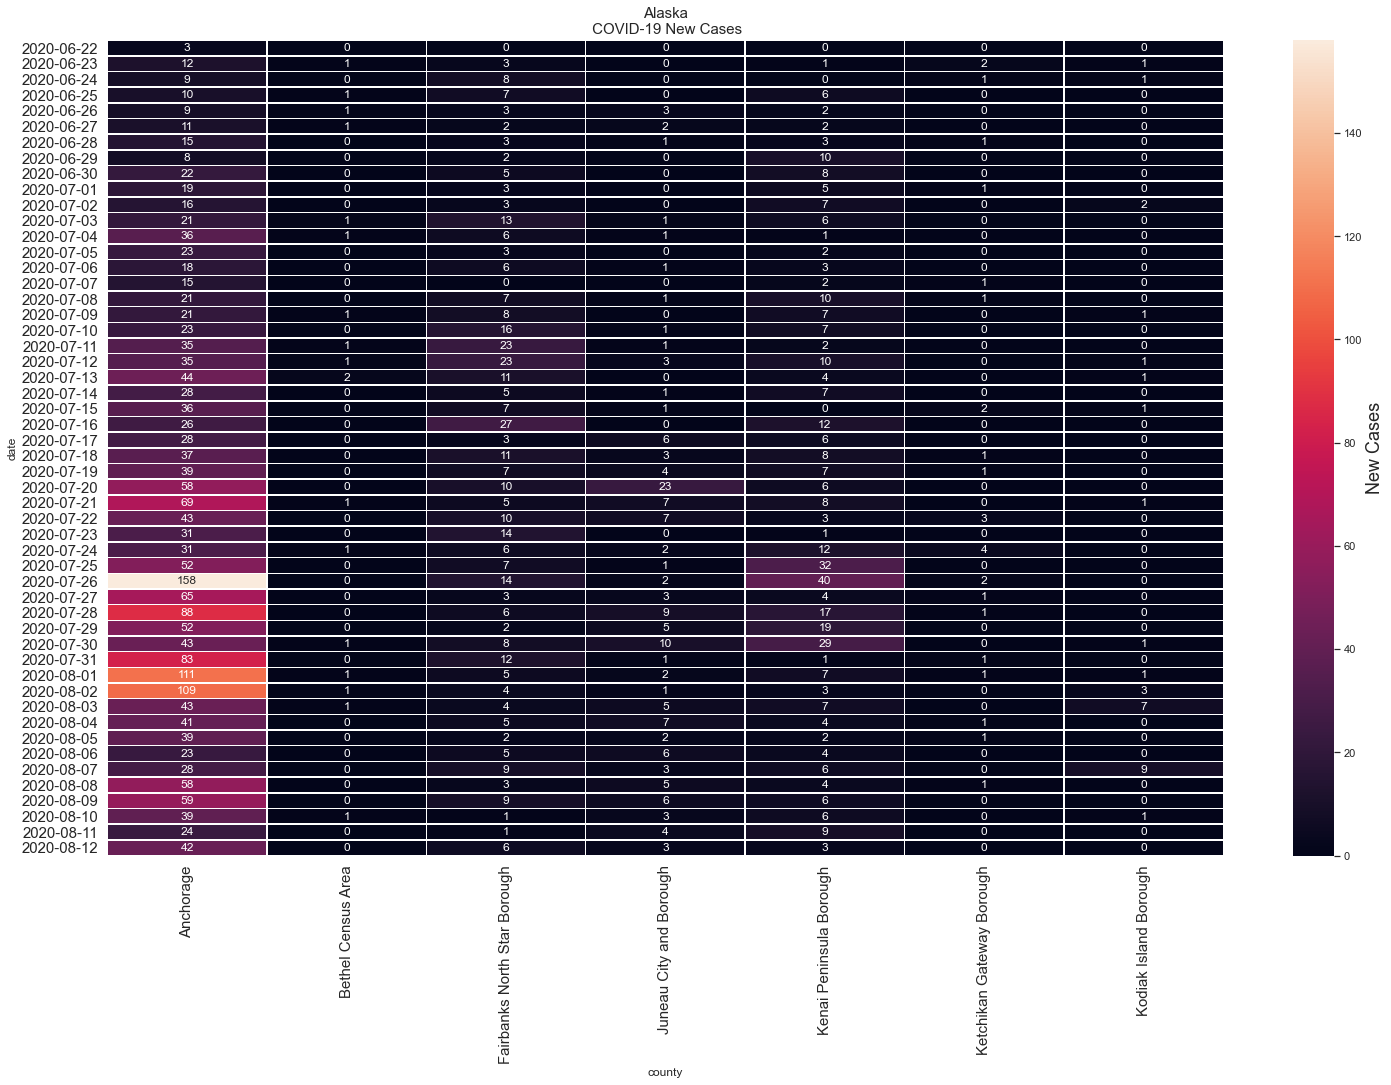 Alaska
COVID-19 New Cases
2020-06-22 3 0 0 0 0 0 0
2020-06-23 12 1 3 0 1 2 1
2020-06-24 9 0 8 0 0 1 1
2020-06-25 10 1 7 0 6 0 0
2020-06-26 9 1 3 3 2 0 0
2020-06-27 11 1 2 2 2 0 0
2020-06-28 15 0 3 1 3 1 0
2020-06-29 8 0 2 0 10 0 0
2020-06-30 22 0 5 0 8 0 0
2020-07-01 19 0 3 0 5 1 0
2020-07-02 16 0 3 0 7 0 2
2020-07-03 21 1 13 1 6 0 0
2020-07-04 36 1 6 1 1 0 0
2020-07-05 23 0 3 0 2 0 0
2020-07-06 18 0 6 1 3 0 0
2020-07-07 15 0 0 0 2 1 0
2020-07-08 21 0 7 1 10 1 0
2020-07-09 21 1 8 0 7 0 1
2020-07-10 23 0 16 1 7 0 0
2020-07-11 35 1 23 1 2 0 0
2020-07-12 35 1 23 3 10 0 1
2020-07-13 44 2 11 0 4 0 1
2020-07-14 28 0 5 1 7 0 0
2020-07-15 36 0 7 1 0 2 1
2020-07-16 26 0 27 0 12 0 0
2020-07-17 28 0 3 6 6 0 0
2020-07-18 37 0 11 3 8 1 0
2020-07-19 39 0 7 4 7 1 0
2020-07-20 58 0 10 23 6 0 0
2020-07-21 69 1 5 7 8 0 1
2020-07-22 43 0 10 7 3 3 0
2020-07-23 31 0 14 0 1 0 0
2020-07-24 31 1 6 2 12 4 0
2020-07-25 52 0 7 1 32 0 0
2020-07-26 158 0 14 2 40 2 0
2020-07-27 65 0 3 3 4 1 0
2020-07-28 88 0 6 9 17 1 0
2020-07-29 52 0 2 5 19 0 0
2020-07-30 43 1 8 10 29 0 1
2020-07-31 83 0 12 1 1 1 0
2020-08-01 111 1 5 2 7 1 1
2020-08-02 109 1 4 1 3 0 3
2020-08-03 43 1 4 5 7 0 7
2020-08-04 41 0 5 7 4 1 0
2020-08-05 39 0 2 2 2 1 0
2020-08-06 23 0 5 6 4 0 0
2020-08-07 28 0 9 3 6 0 9
2020-08-08 58 0 3 5 4 1 0
2020-08-09 59 0 9 6 6 0 0
2020-08-10 39 1 1 3 6 0 1
2020-08-11 24 0 1 4 9 0 0
2020-08-12 42 0 6 3 3 0 0
date
Anchorage
Bethel Census Area
Fairbanks North Star Borough
Juneau City and Borough
Kenai Peninsula Borough
Ketchikan Gateway Borough
Kodiak Island Borough
county
140
120
100
80
60
40
20
0
New Cases